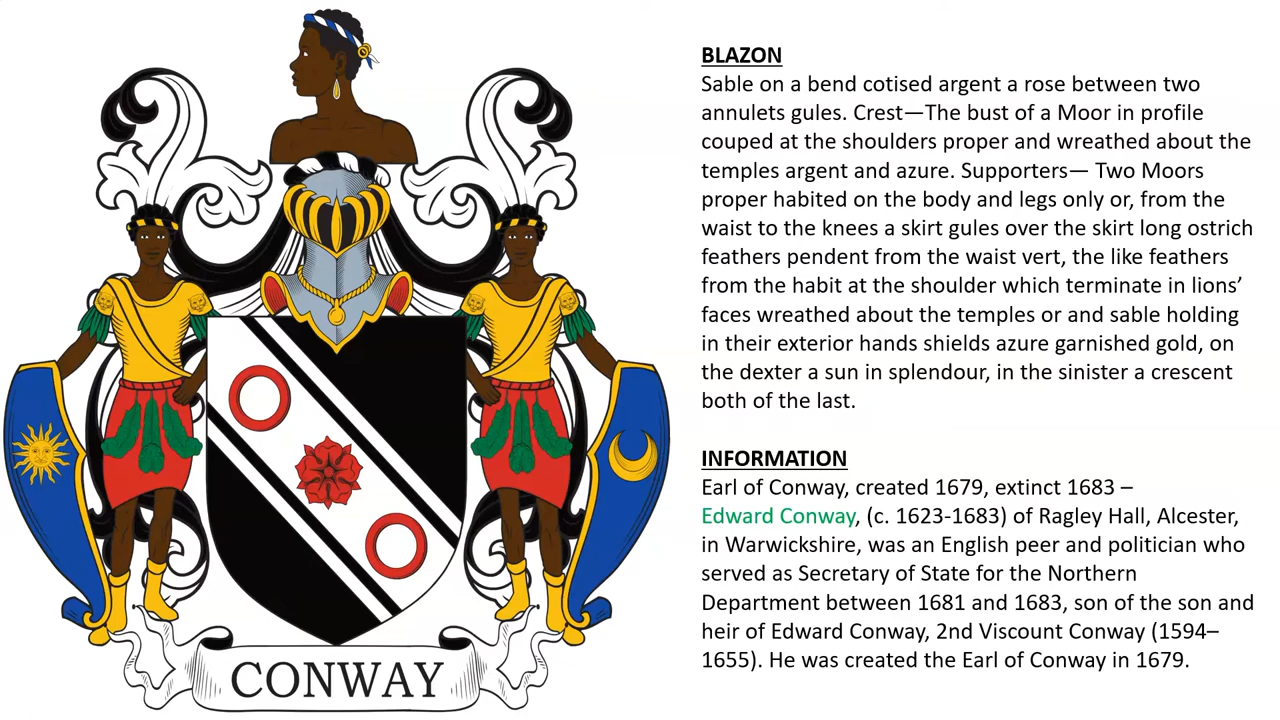 BLAZON
Sable on a bend cotised argent a rose between two
annulets gules. Crest—The bust of a Moor in profile
couped at the shoulders proper and wreathed about the
temples argent and azure. Supporters— Two Moors
proper habited on the body and legs only or, from the
waist to the knees a skirt gules over the skirt long ostrich
feathers pendent from the waist vert, the like feathers
from the habit at the shoulder which terminate in lions’
faces wreathed about the temples or and sable holding
in their exterior hands shields azure garnished gold, on
the dexter a sun in splendour, in the sinister a crescent
both of the last.
INFORMATION
Earl of Conway, created 1679, extinct 1683 –
Edward Conway, (c. 1623-1683) of Ragley Hall, Alcester,
in Warwickshire, was an English peer and politician who
served as Secretary of State for the Northern
Department between 1681 and 1683, son of the son and
heir of Edward Conway, 2nd Viscount Conway (1594–
1655). He was created the Earl of Conway in 1679.
CONWAY